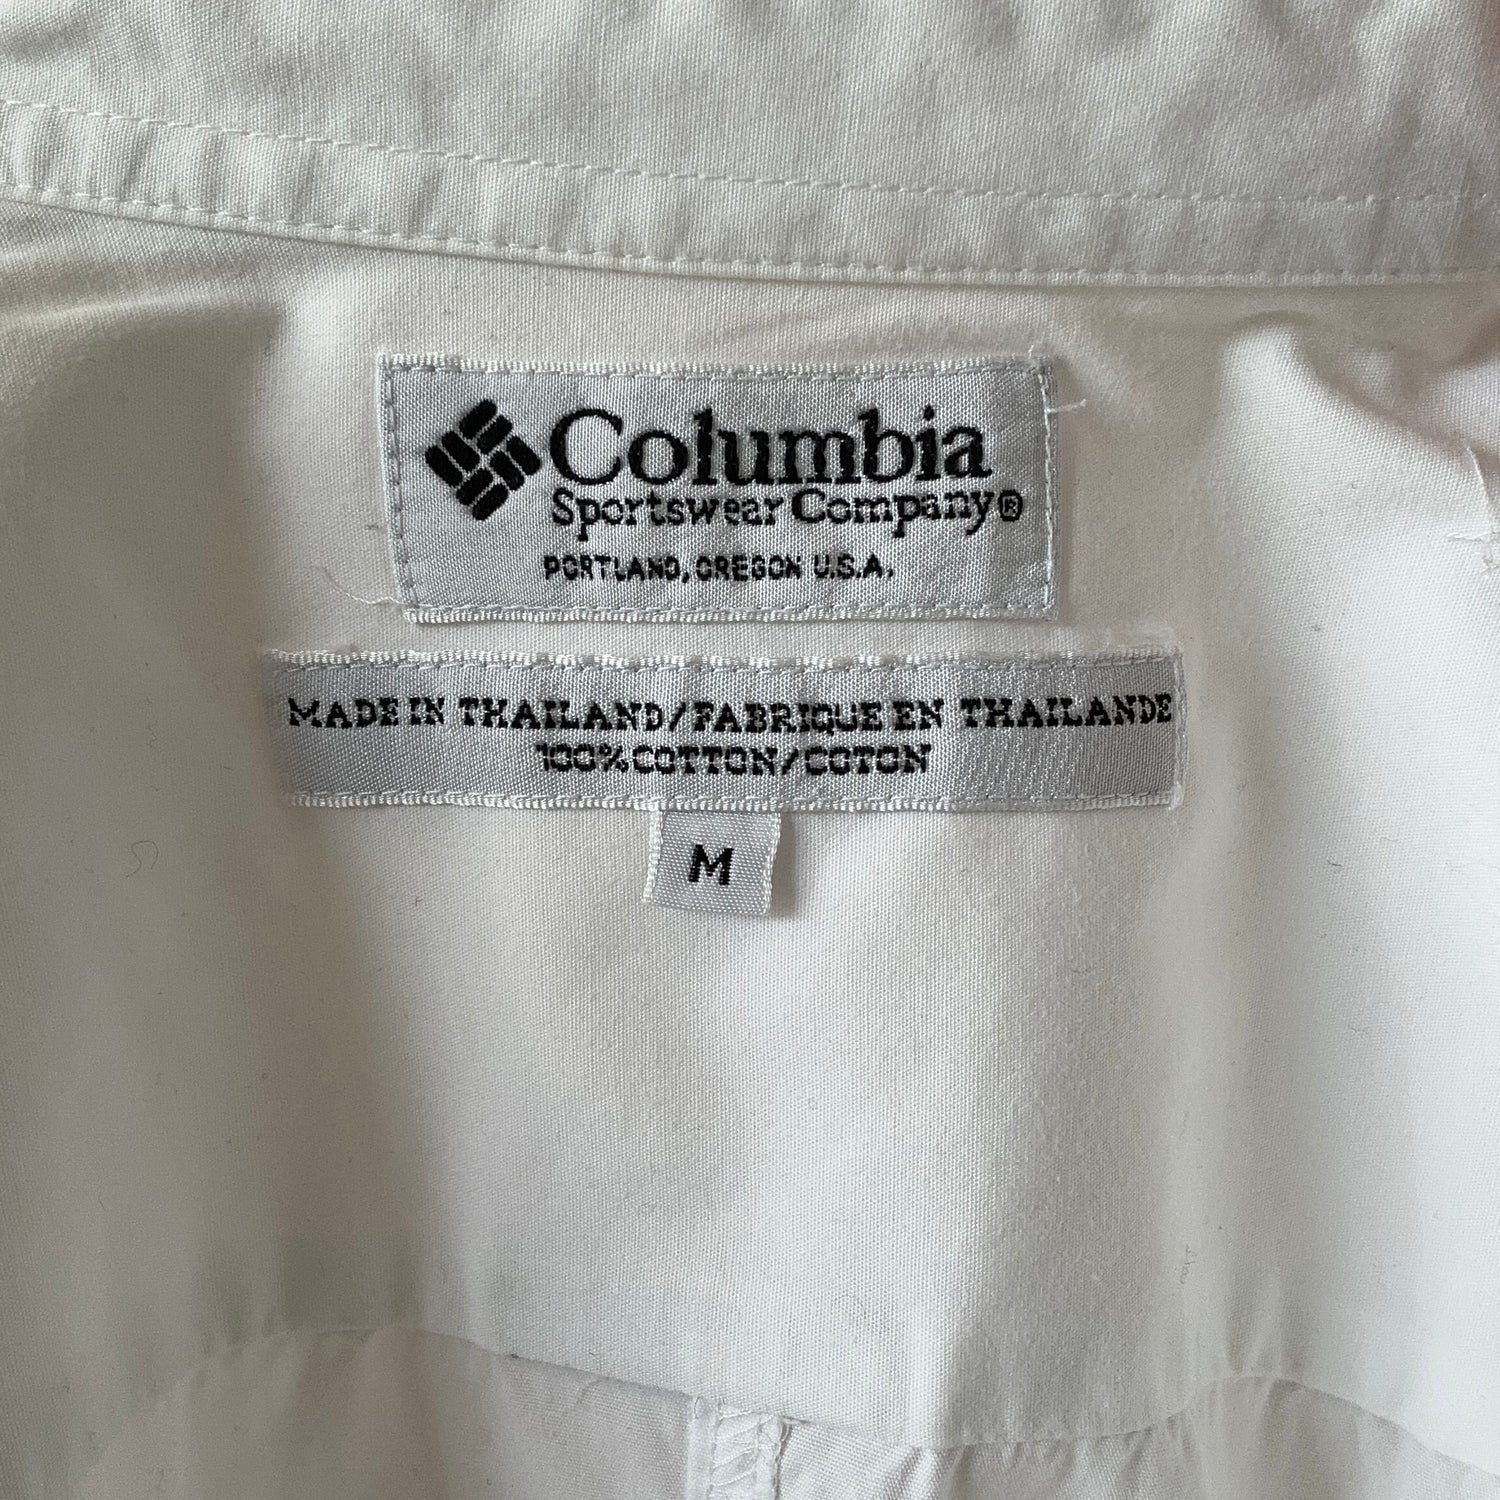 Columbia
Sportswear Company®
PORTLAND, OREGON U.S.A.
MADE IN THAILAND/FABRIQUE EN THAILANDE
100% COTTON/COTON
M